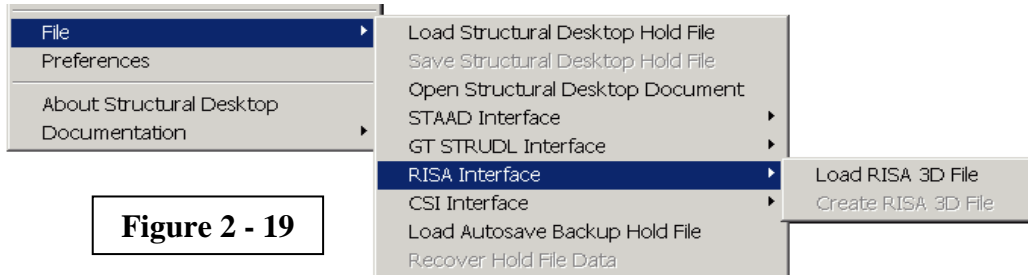 File
Preferences
About Structural Desktop
Documentation
Load Structural Desktop Hold File
Save Structural Desktop Hold File
Open Structural Desktop Document
STAAD Interface
GT STRUDL Interface
RISA Interface
CSI Interface
Load Autosave Backup Hold File
Recover Hold File Data
Load RISA 3D File
Create RISA 3D File
Figure 2 - 19